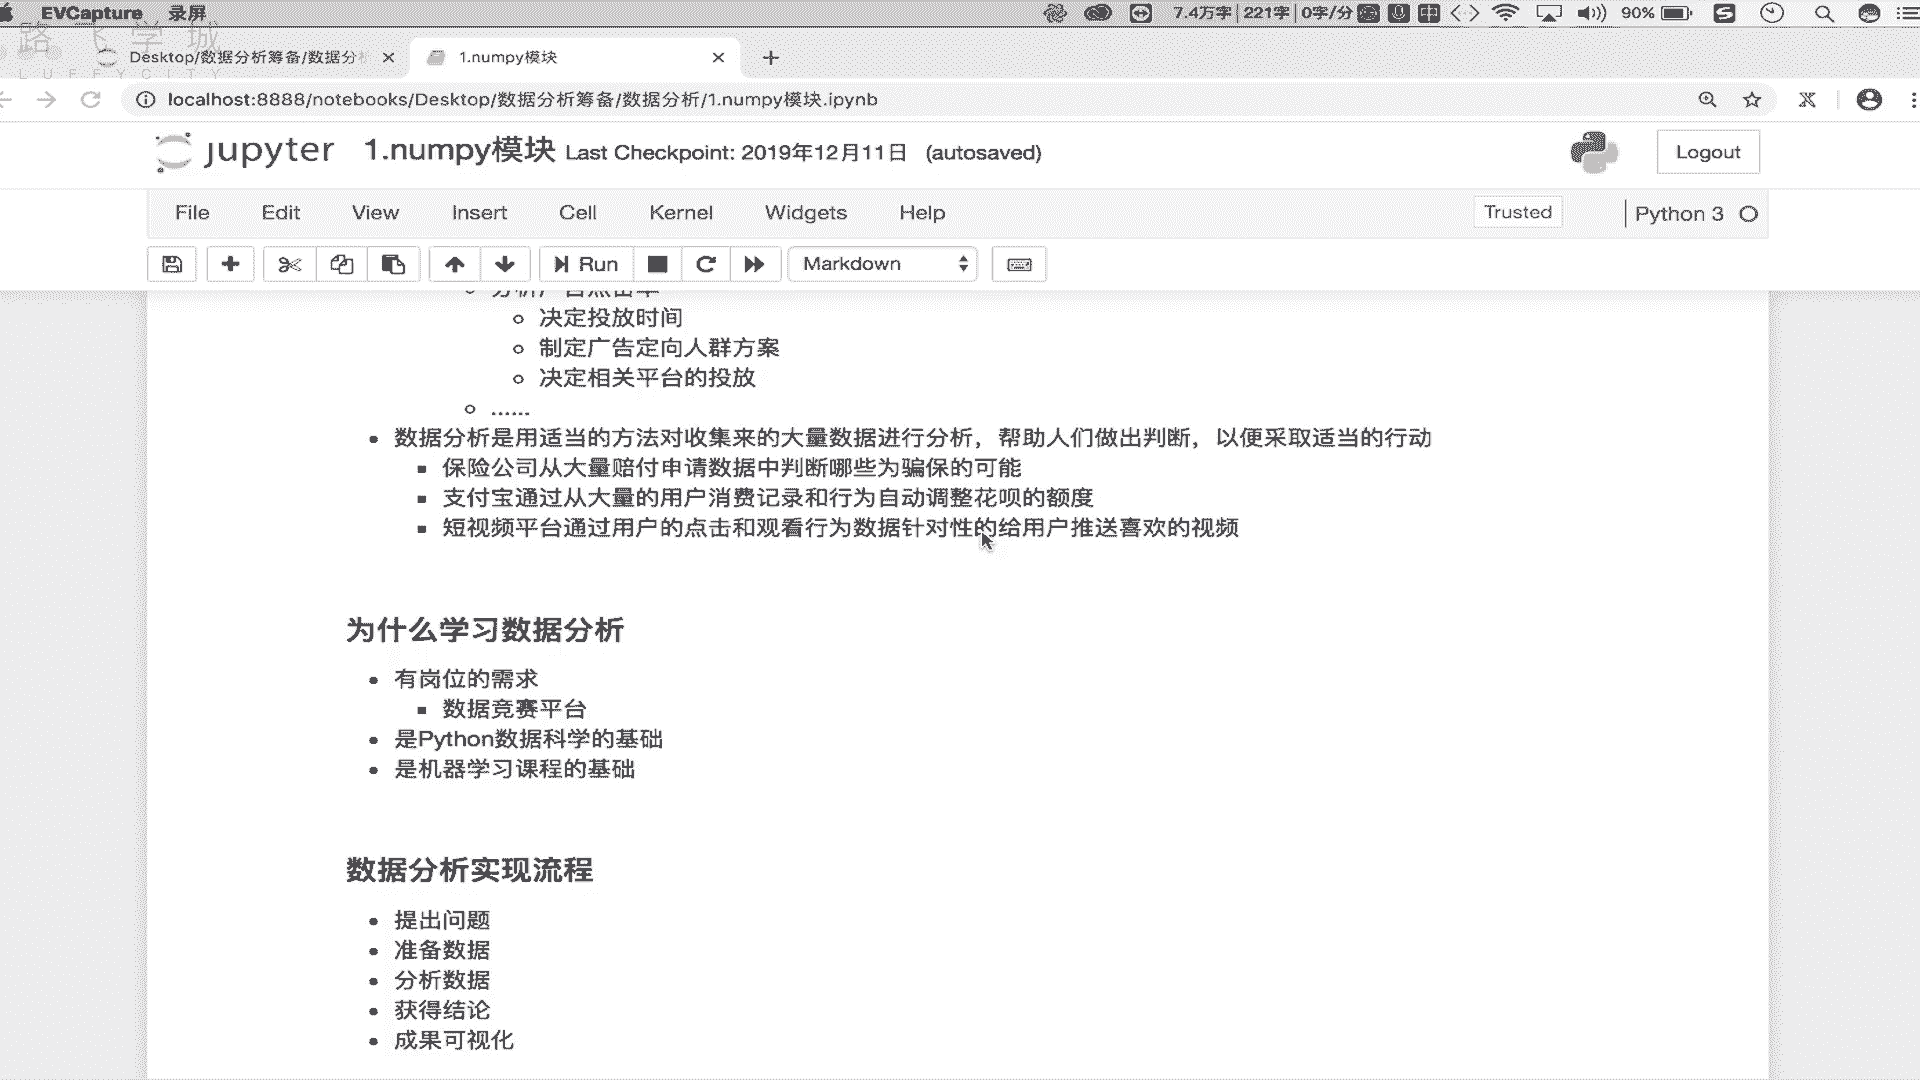 EVCapture 录屏 7.4万字 221字 0字/分 中 90%
路飞学城
LUFFYCITY
Desktop/数据分析筹备/数据分析 1.numpy模块
localhost:8888/notebooks/Desktop/数据分析筹备/数据分析/1.numpy模块.ipynb
jupyter 1.numpy模块 Last Checkpoint: 2019年12月11日 (autosaved) Logout
File Edit View Insert Cell Kernel Widgets Help Trusted Python 3
Run Markdown
分析广告点击率
决定投放时间
制定广告定向人群方案
决定相关平台的投放
......
数据分析是用适当的方法对收集来的大量数据进行分析，帮助人们做出判断，以便采取适当的行动
保险公司从大量赔付申请数据中判断哪些为骗保的可能
支付宝通过从大量的用户消费记录和行为自动调整花呗的额度
短视频平台通过用户的点击和观看行为数据针对性的给用户推送喜欢的视频
为什么学习数据分析
有岗位的需求
数据竞赛平台
是Python数据科学的基础
是机器学习课程的基础
数据分析实现流程
提出问题
准备数据
分析数据
获得结论
成果可视化